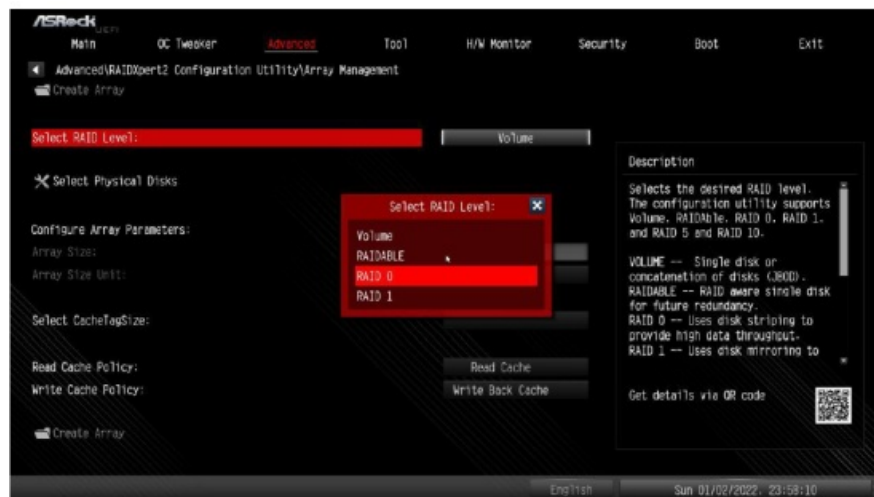 ASRock
UEFI
Main OC Tweaker Advanced Tool H/W Monitor Security Boot Exit
Advanced\RAIDXpert2 Configuration Utility\Array Management
Create Array
Select RAID Level: Volume
Select Physical Disks
Configure Array Parameters:
Array Size:
Array Size Unit:
Select CacheTagSize:
Read Cache Policy: Read Cache
Write Cache Policy: Write Back Cache
Create Array
Select RAID Level:
Volume
RAIDABLE
RAID 0
RAID 1
Description
Selects the desired RAID level.
The configuration utility supports
Volume, RAIDAble, RAID 0, RAID 1,
and RAID 5 and RAID 10.
VOLUME -- Single disk or
concatenation of disks (JBOD).
RAIDABLE -- RAID aware single disk
for future redundancy.
RAID 0 -- Uses disk striping to
provide high data throughput.
RAID 1 -- Uses disk mirroring to
Get details via QR code
English Sun 01/02/2022, 23:58:10